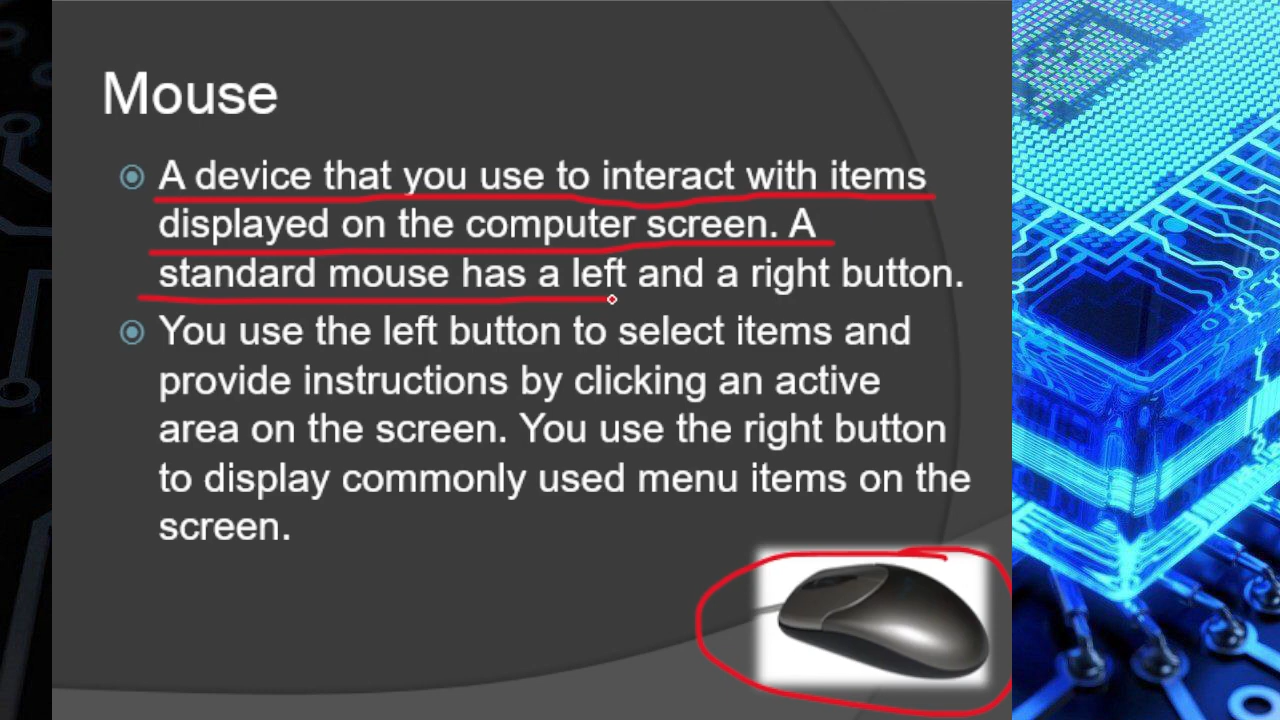 Mouse
A device that you use to interact with items
displayed on the computer screen. A
standard mouse has a left and a right button.
You use the left button to select items and
provide instructions by clicking an active
area on the screen. You use the right button
to display commonly used menu items on the
screen.